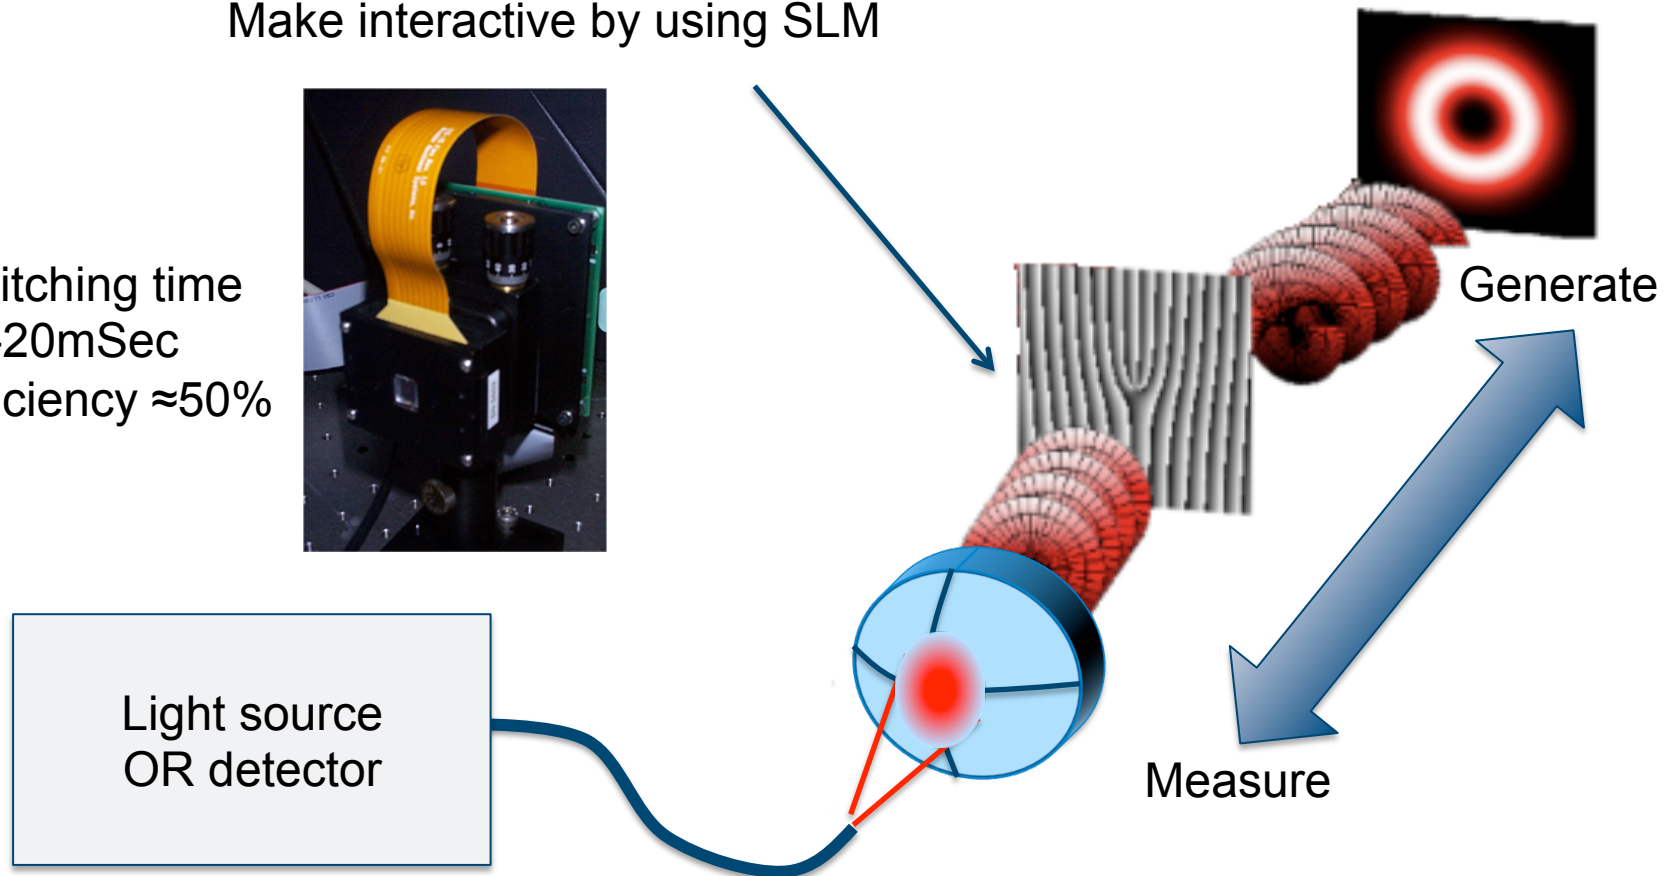 Make interactive by using SLM
itching time
-20mSec
ciency ≈50%
Generate
Light source
OR detector
Measure